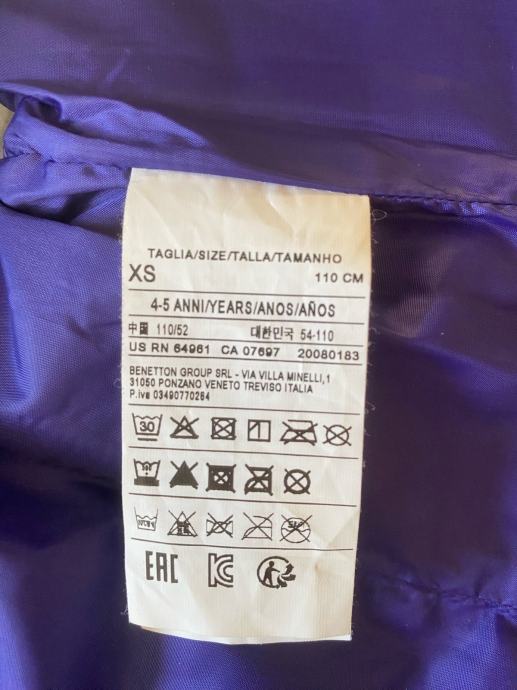 TAGLIA/SIZE/TALLA/TAMANHO
XS 110 CM
4-5 ANNI/YEARS/ANOS/AÑOS
中国 110/52 대한민국 54-110
US RN 64961 CA 07697 20080183
BENETTON GROUP SRL - VIA VILLA MINELLI,1
31050 PONZANO VENETO TREVISO ITALIA
P.iva 03490770264
30
EAC KC